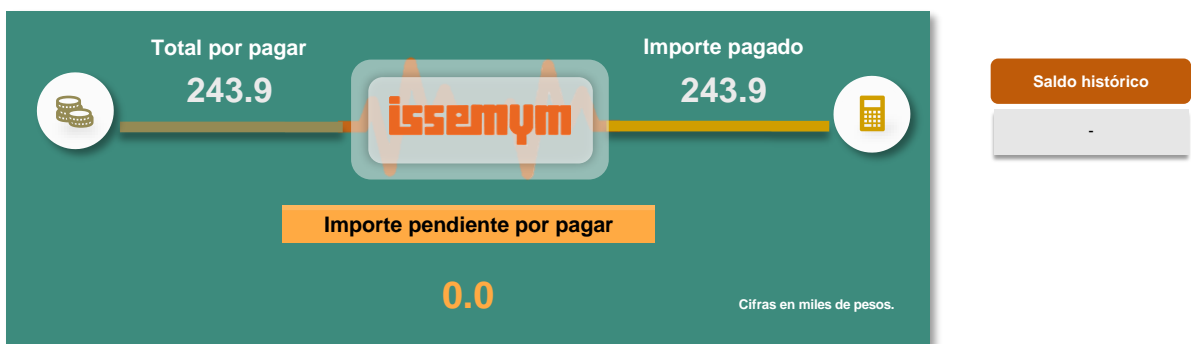 Total por pagar
243.9
issemym
Importe pagado
243.9
Importe pendiente por pagar
0.0
Cifras en miles de pesos.
Saldo histórico
-